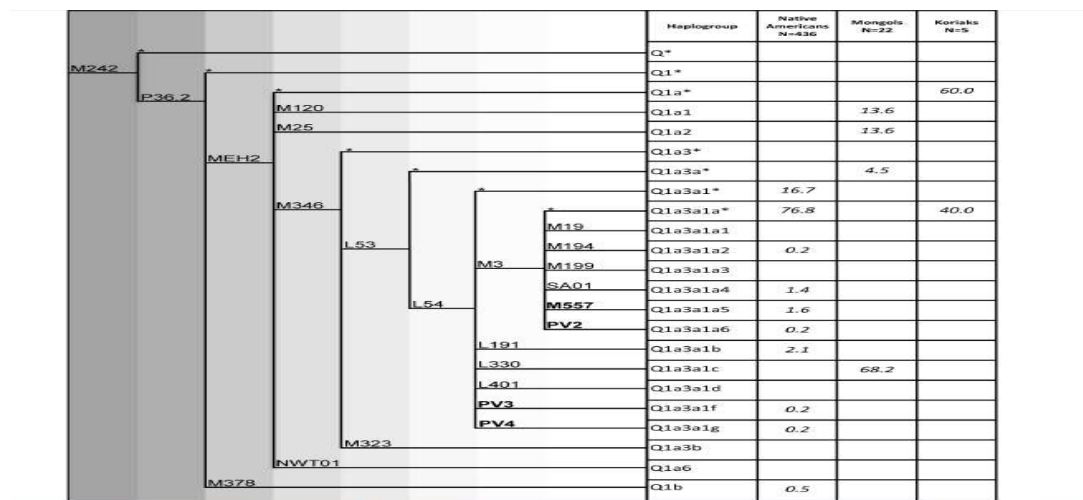 Haplogroup Native Americans N=436 Mongols N=22 Koriaks N=5
* Q*
M242 * Q1*
P36.2 * Q1a* 60.0
M120 Q1a1 13.6
M25 Q1a2 13.6
MEH2 * Q1a3*
* Q1a3a* 4.5
* Q1a3a1* 16.7
M346 * Q1a3a1a* 76.8 40.0
M19 Q1a3a1a1
L53 M194 Q1a3a1a2 0.2
M3 M199 Q1a3a1a3
SA01 Q1a3a1a4 1.4
L54 M557 Q1a3a1a5 1.6
PV2 Q1a3a1a6 0.2
L191 Q1a3a1b 2.1
L330 Q1a3a1c 68.2
L401 Q1a3a1d
PV3 Q1a3a1f 0.2
PV4 Q1a3a1g 0.2
M323 Q1a3b
NWT01 Q1a6
M378 Q1b 0.5